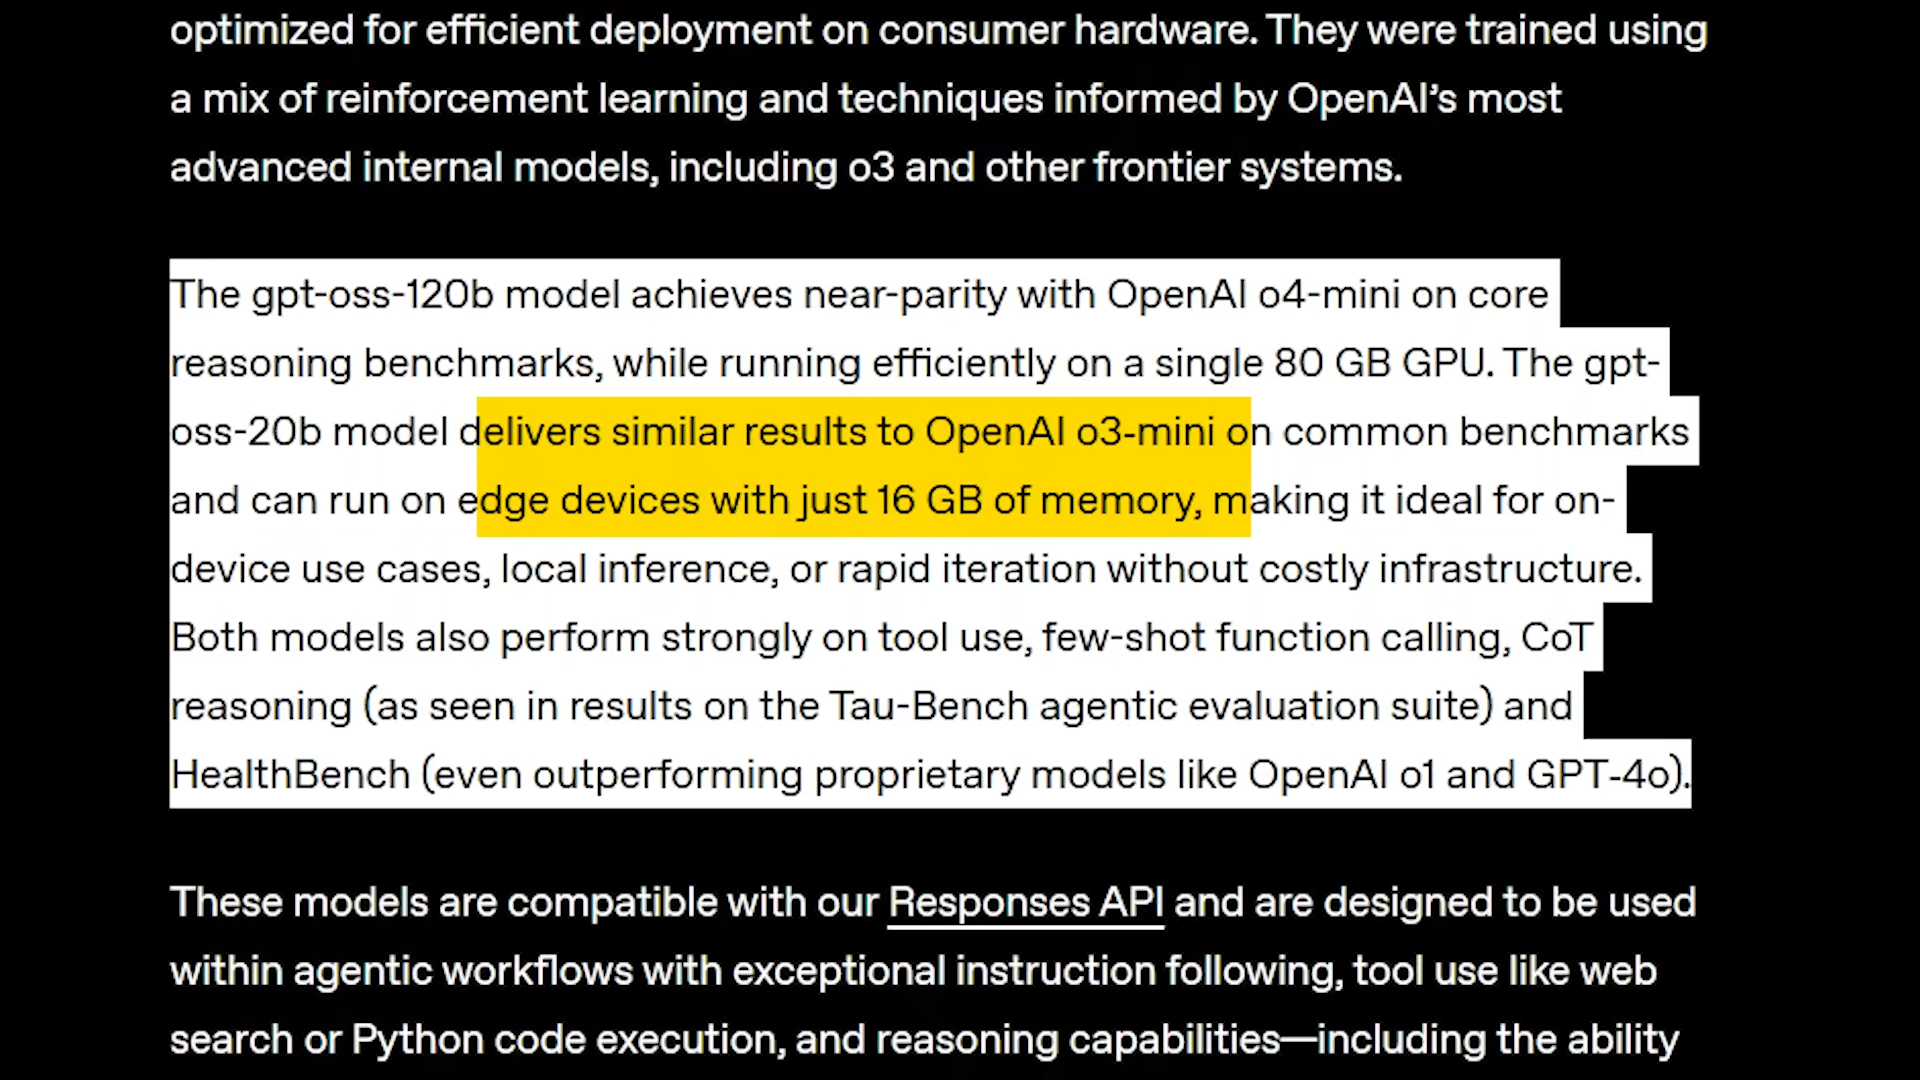 optimized for efficient deployment on consumer hardware. They were trained using
a mix of reinforcement learning and techniques informed by OpenAI’s most
advanced internal models, including o3 and other frontier systems.
The gpt-oss-120b model achieves near-parity with OpenAI o4-mini on core
reasoning benchmarks, while running efficiently on a single 80 GB GPU. The gpt-
oss-20b model delivers similar results to OpenAI o3-mini on common benchmarks
and can run on edge devices with just 16 GB of memory, making it ideal for on-
device use cases, local inference, or rapid iteration without costly infrastructure.
Both models also perform strongly on tool use, few-shot function calling, CoT
reasoning (as seen in results on the Tau-Bench agentic evaluation suite) and
HealthBench (even outperforming proprietary models like OpenAI o1 and GPT-4o).
These models are compatible with our Responses API and are designed to be used
within agentic workflows with exceptional instruction following, tool use like web
search or Python code execution, and reasoning capabilities—including the ability